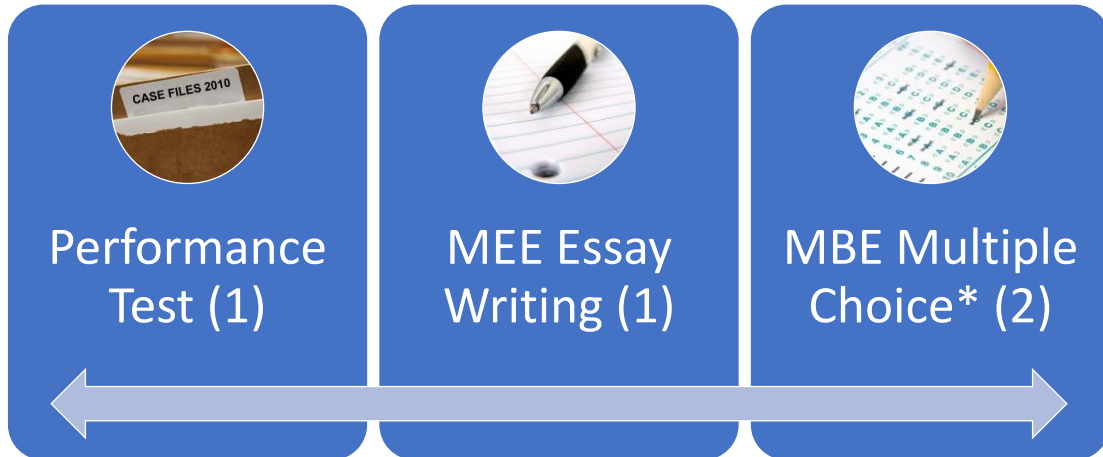 CASE FILES 2010
Performance
Test (1)
MEE Essay
Writing (1)
MBE Multiple
Choice* (2)